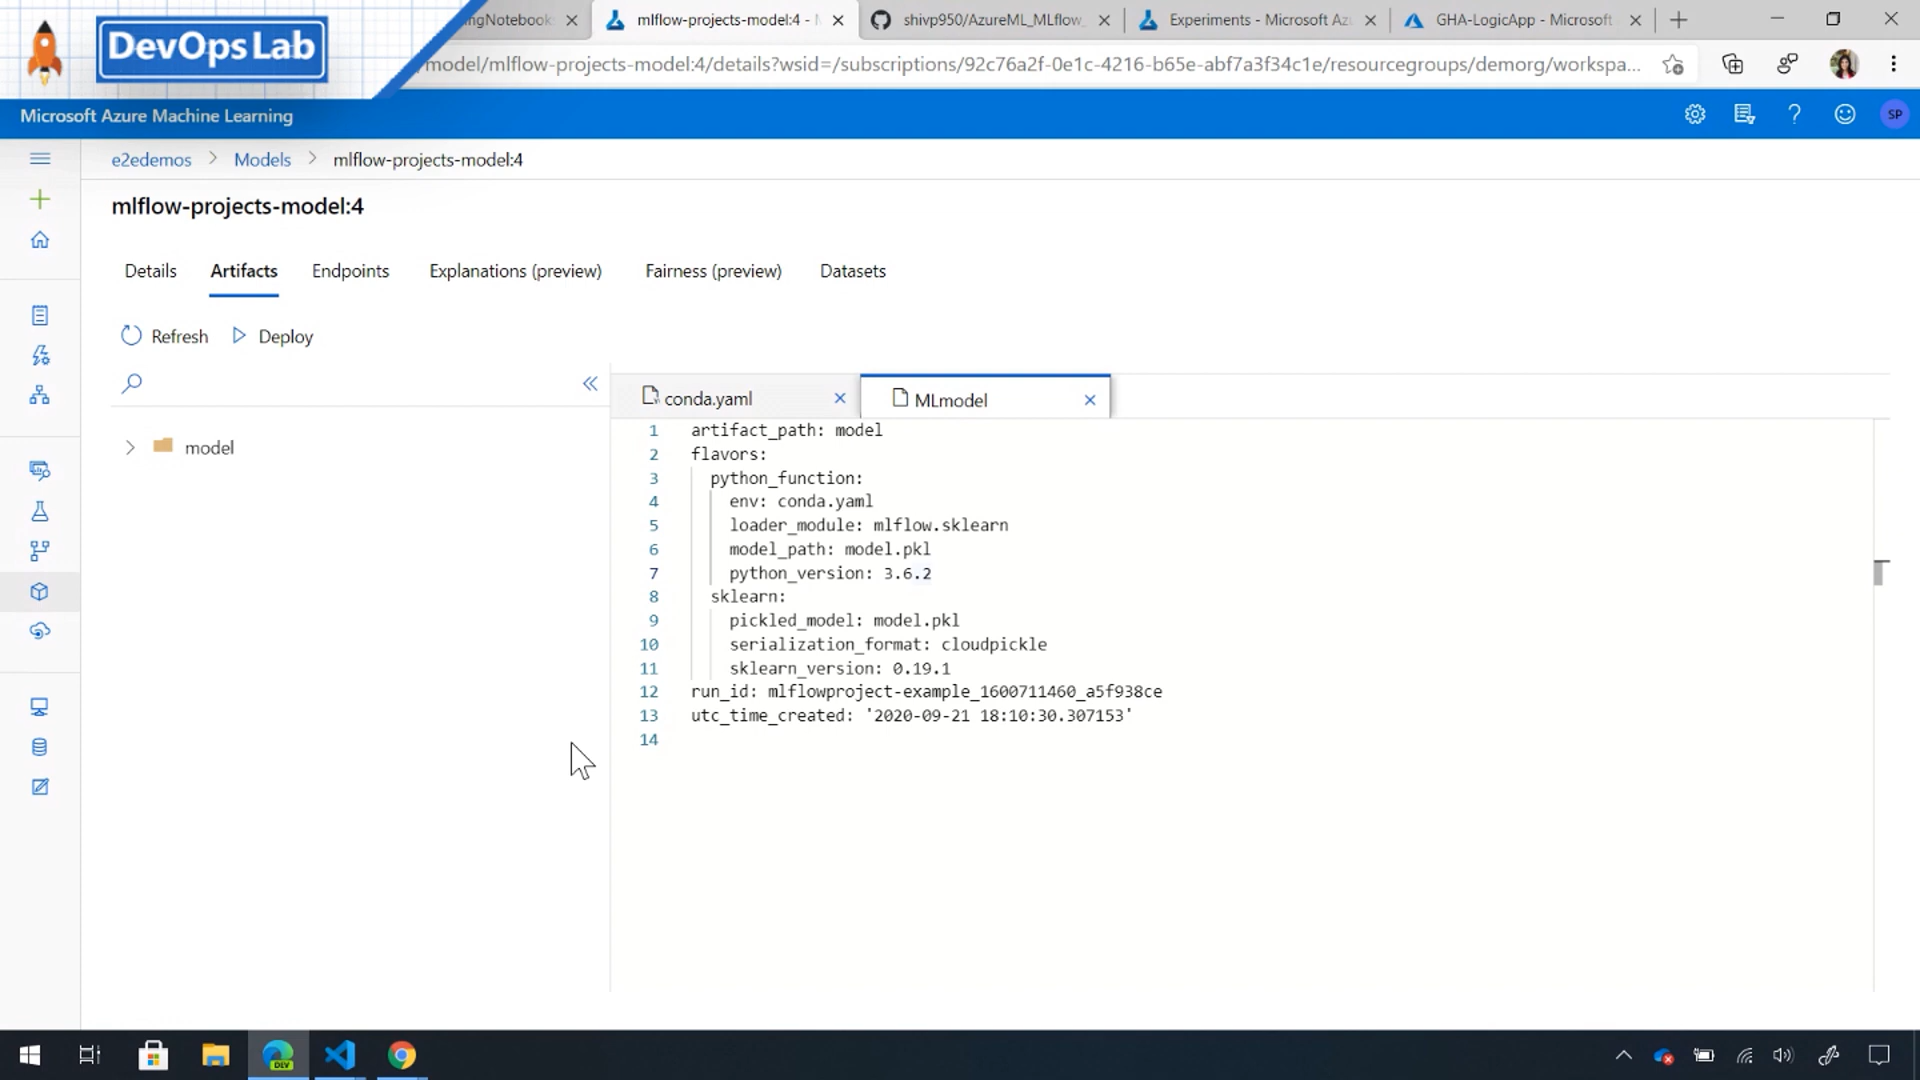 DevOps Lab
ngNotebook
mlflow-projects-model:4 -
shivp950/AzureML_MLflow_
Experiments - Microsoft Az
GHA-LogicApp - Microsoft
/model/mlflow-projects-model:4/details?wsid=/subscriptions/92c76a2f-0e1c-4216-b65e-abf7a3f34c1e/resourcegroups/demorg/workspa...
Microsoft Azure Machine Learning
SP
e2edemos > Models > mlflow-projects-model:4
mlflow-projects-model:4
Details Artifacts Endpoints Explanations (preview) Fairness (preview) Datasets
Refresh Deploy
conda.yaml
MLmodel
model
1 artifact_path: model
2 flavors:
3 python_function:
4 env: conda.yaml
5 loader_module: mlflow.sklearn
6 model_path: model.pkl
7 python_version: 3.6.2
8 sklearn:
9 pickled_model: model.pkl
10 serialization_format: cloudpickle
11 sklearn_version: 0.19.1
12 run_id: mlflowproject-example_1600711460_a5f938ce
13 utc_time_created: '2020-09-21 18:10:30.307153'
14
DEV